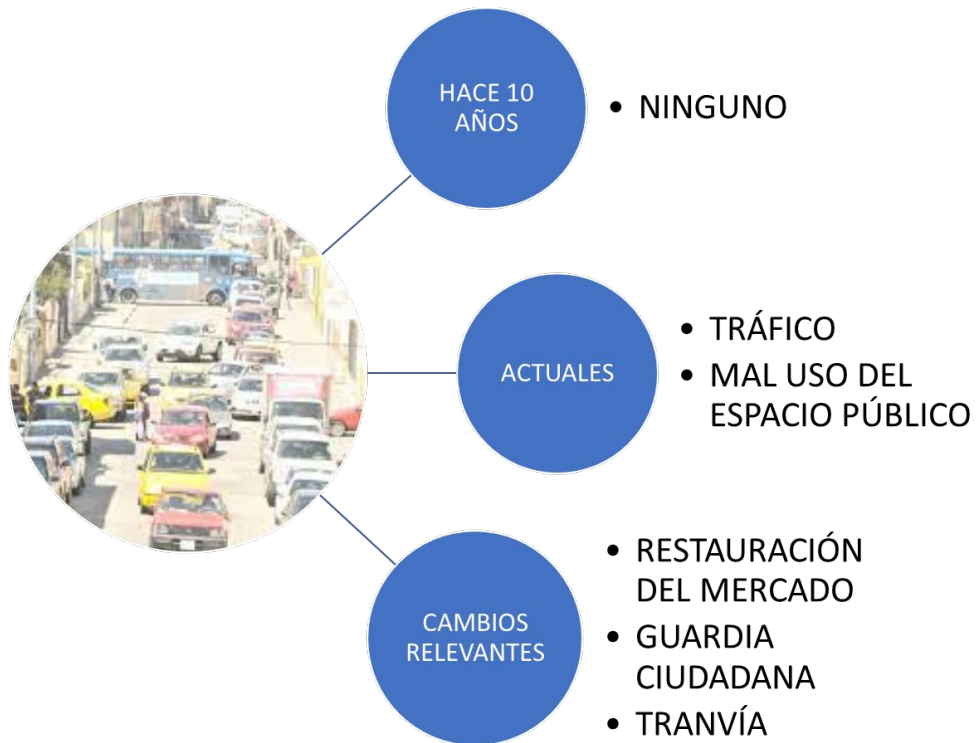 HACE 10
AÑOS
• NINGUNO
ACTUALES
• TRÁFICO
• MAL USO DEL
ESPACIO PÚBLICO
CAMBIOS
RELEVANTES
• RESTAURACIÓN
DEL MERCADO
• GUARDIA
CIUDADANA
• TRANVÍA